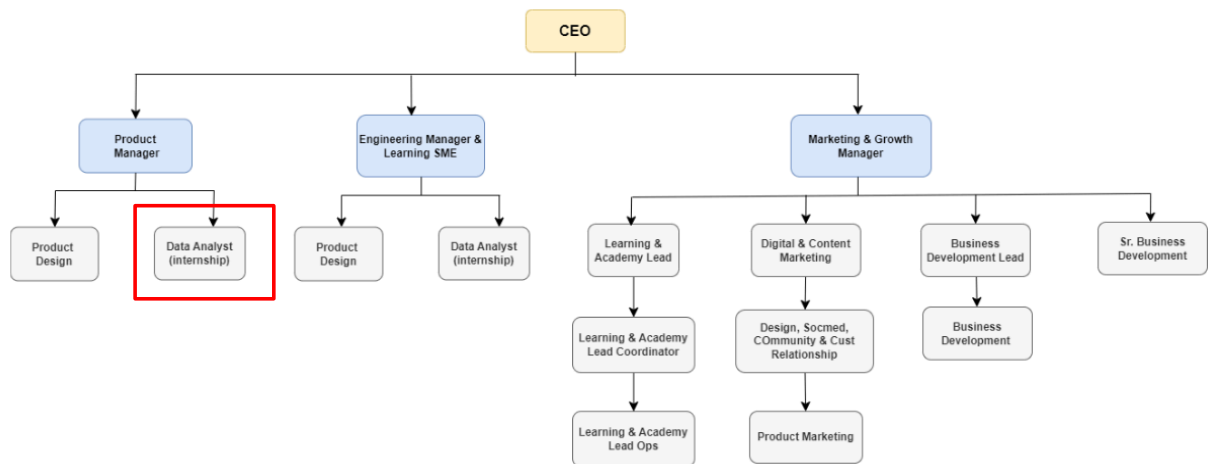 CEO
Product
Manager
Engineering Manager &
Learning SME
Marketing & Growth
Manager
Product
Design
Data Analyst
(internship)
Product
Design
Data Analyst
(internship)
Learning &
Academy Lead
Digital & Content
Marketing
Business
Development Lead
Sr. Business
Development
Learning & Academy
Lead Coordinator
Design, Socmed,
COmmunity & Cust
Relationship
Business
Development
Learning & Academy
Lead Ops
Product Marketing